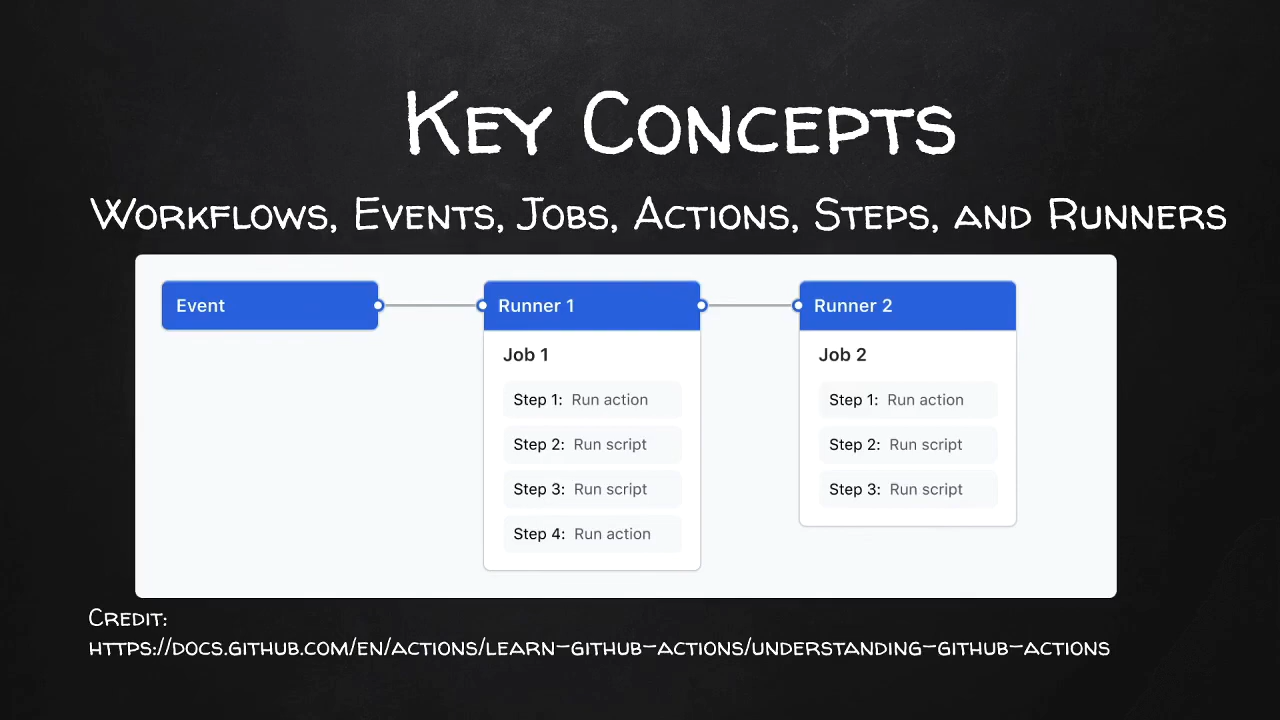 Key Concepts
Workflows, Events, Jobs, Actions, Steps, and Runners
Event
Runner 1
Job 1
Step 1: Run action
Step 2: Run script
Step 3: Run script
Step 4: Run action
Runner 2
Job 2
Step 1: Run action
Step 2: Run script
Step 3: Run script
Credit:
https://docs.github.com/en/actions/learn-github-actions/understanding-github-actions